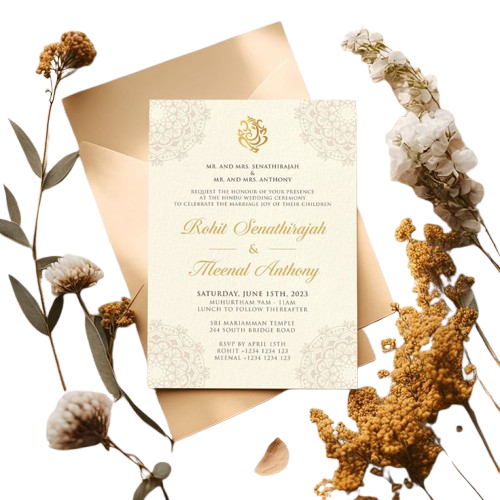 MR. AND MRS. SENATHIRAJAH
&
MR. AND MRS. ANTHONY
REQUEST THE HONOUR OF YOUR PRESENCE
AT THE HINDU WEDDING CEREMONY
TO CELEBRATE THE MARRIAGE JOY OF THEIR CHILDREN
Rohit Senathirajah
&
Meenal Anthony
SATURDAY, JUNE 15TH, 2023
MUHURTHAM 9AM - 11AM
LUNCH TO FOLLOW THEREAFTER
SRI MARIAMMAN TEMPLE
244 SOUTH BRIDGE ROAD
RSVP BY APRIL 15TH
ROHIT +1234 1234 123
MEENAL +1234 1234 123